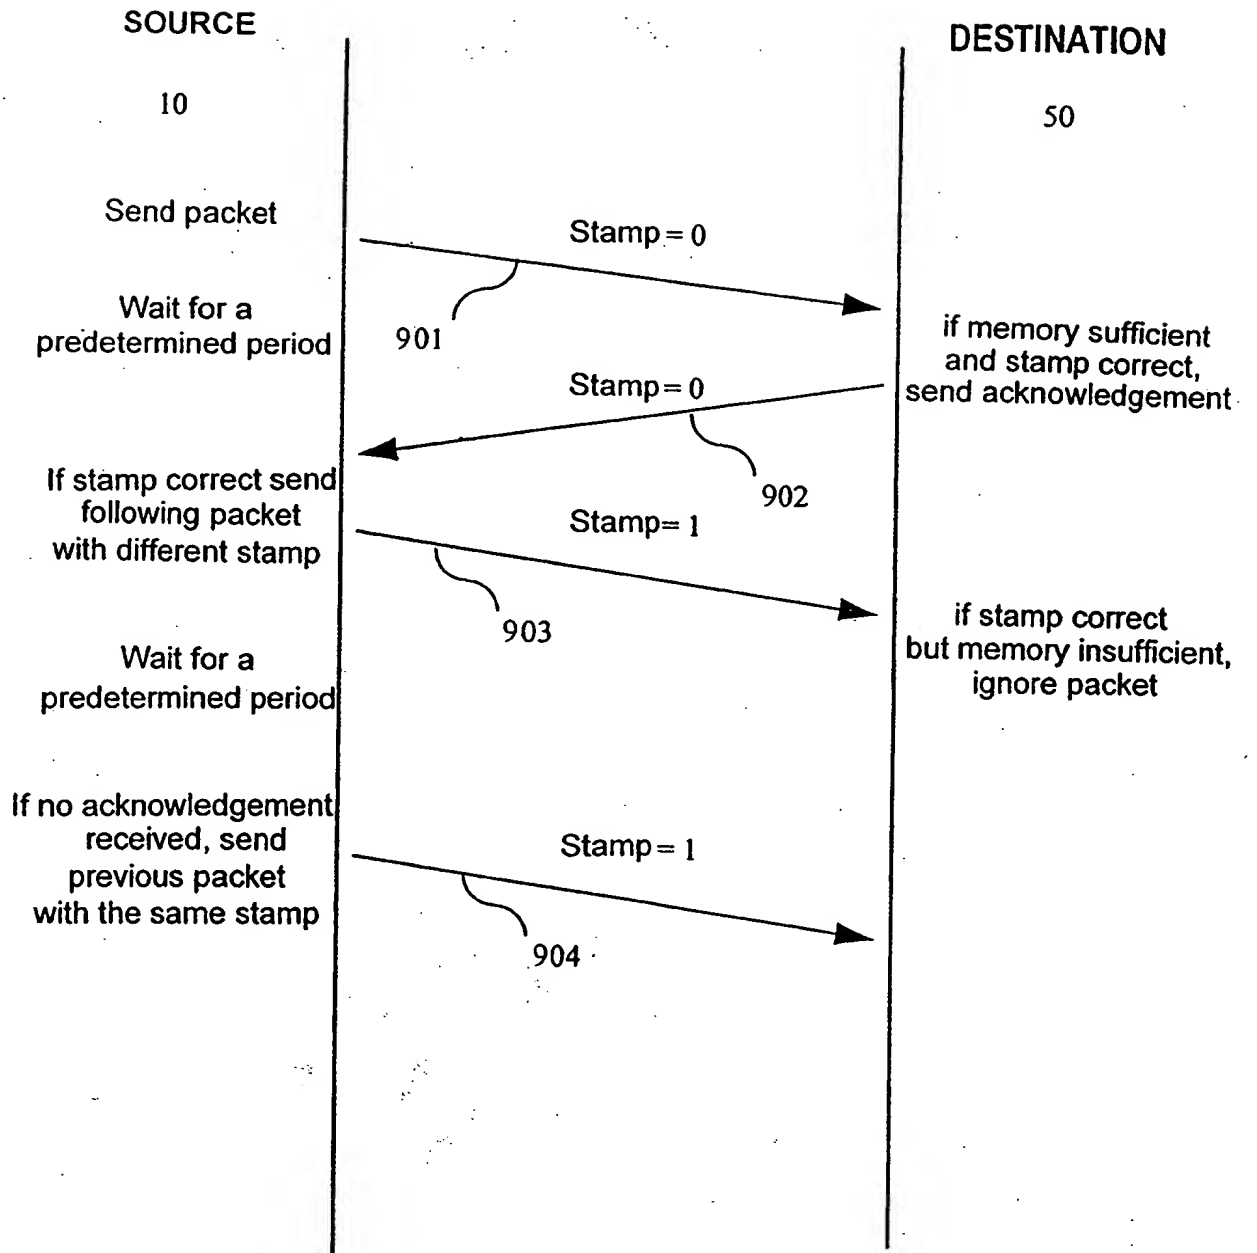 SOURCE
DESTINATION
10
50
Send packet
Stamp = 0
Wait for a
predetermined period
901
if memory sufficient
and stamp correct,
send acknowledgement
Stamp=0
902
If stamp correct send
following packet
with different stamp
Stamp= 1
903
if stamp correct
but memory insufficient,
ignore packet
Wait for a
predetermined period
If no acknowledgement
received, send
previous packet
with the same stamp
Stamp = 1
904